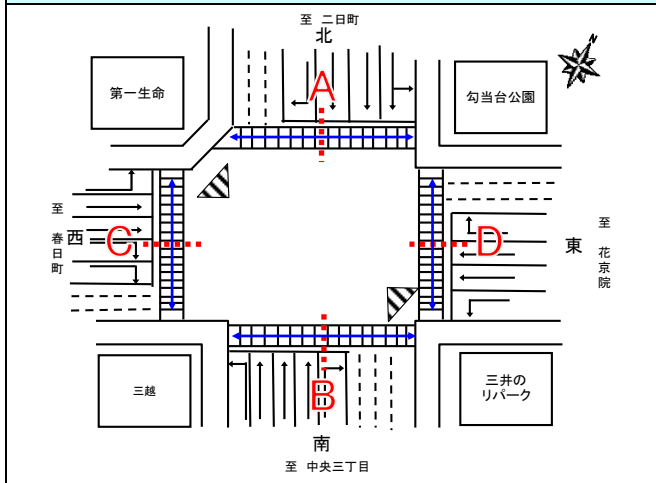 至 二日町
北
N
第一生命
A
勾当台公園
至
春
日
町
西
C
D
東
至
花
京
院
三越
B
三井の
リパーク
南
至 中央三丁目